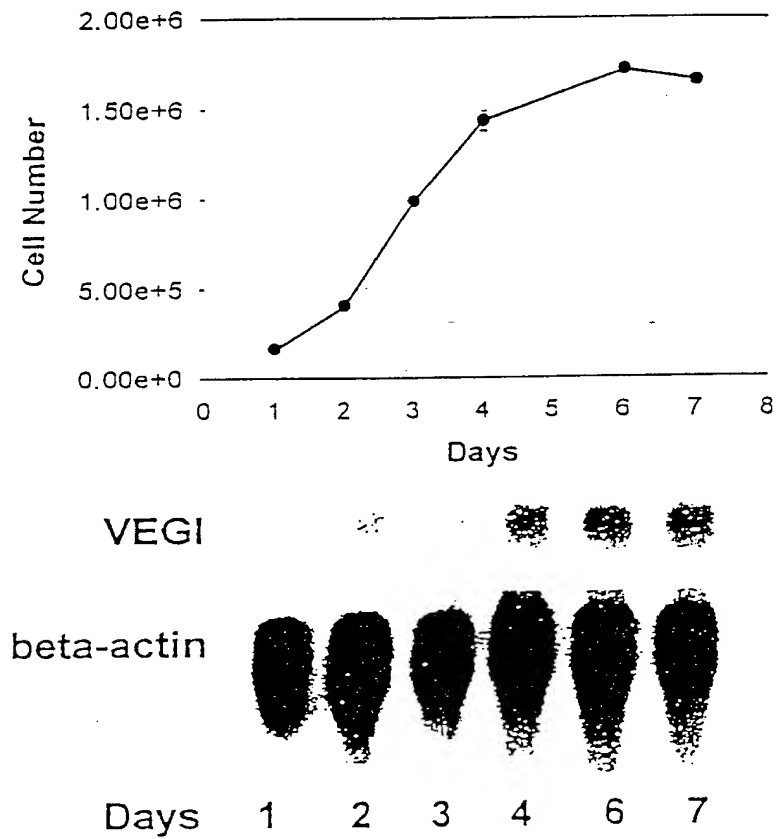 2.00e+6
1.50e+6
1.00e+6
5.00e+5
0.00e+0
Cell Number
0 1 2 3 4 5 6 7 8
Days
VEGI
beta-actin
Days 1 2 3 4 6 7